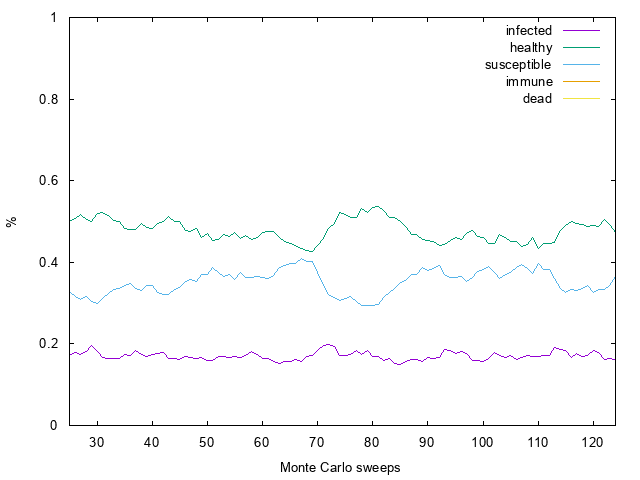 1
0.8
0.6
0.4
0.2
0
%
infected
healthy
susceptible
immune
dead
30 40 50 60 70 80 90 100 110 120
Monte Carlo sweeps